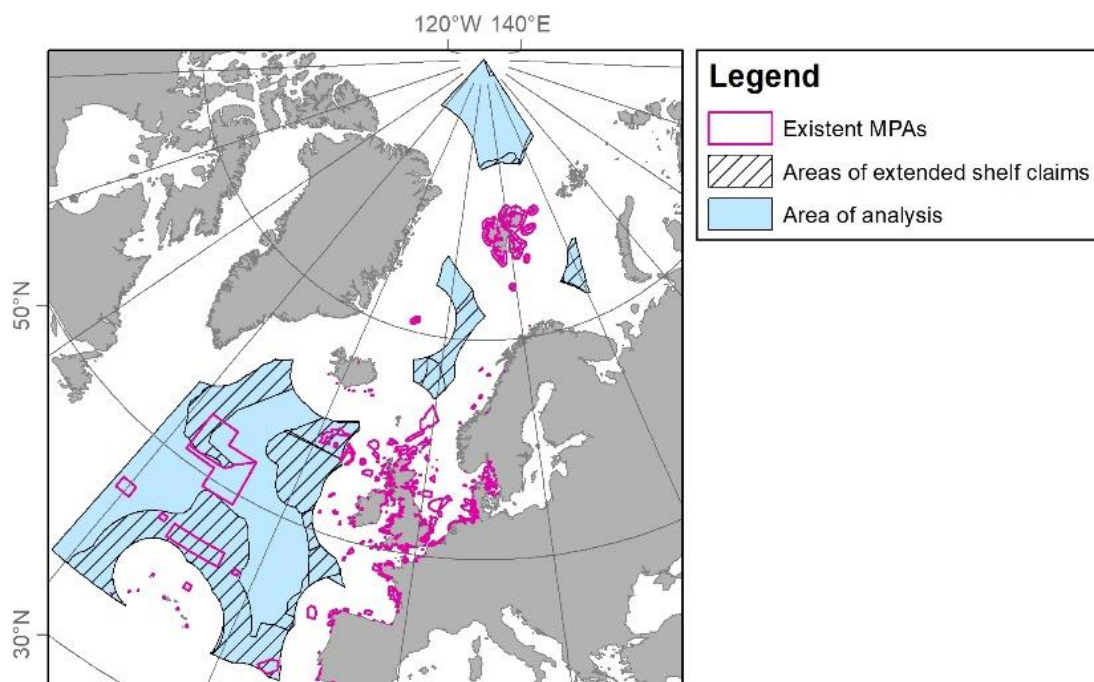 120°W 140°E
50°N
30°N
Legend
Existent MPAs
Areas of extended shelf claims
Area of analysis